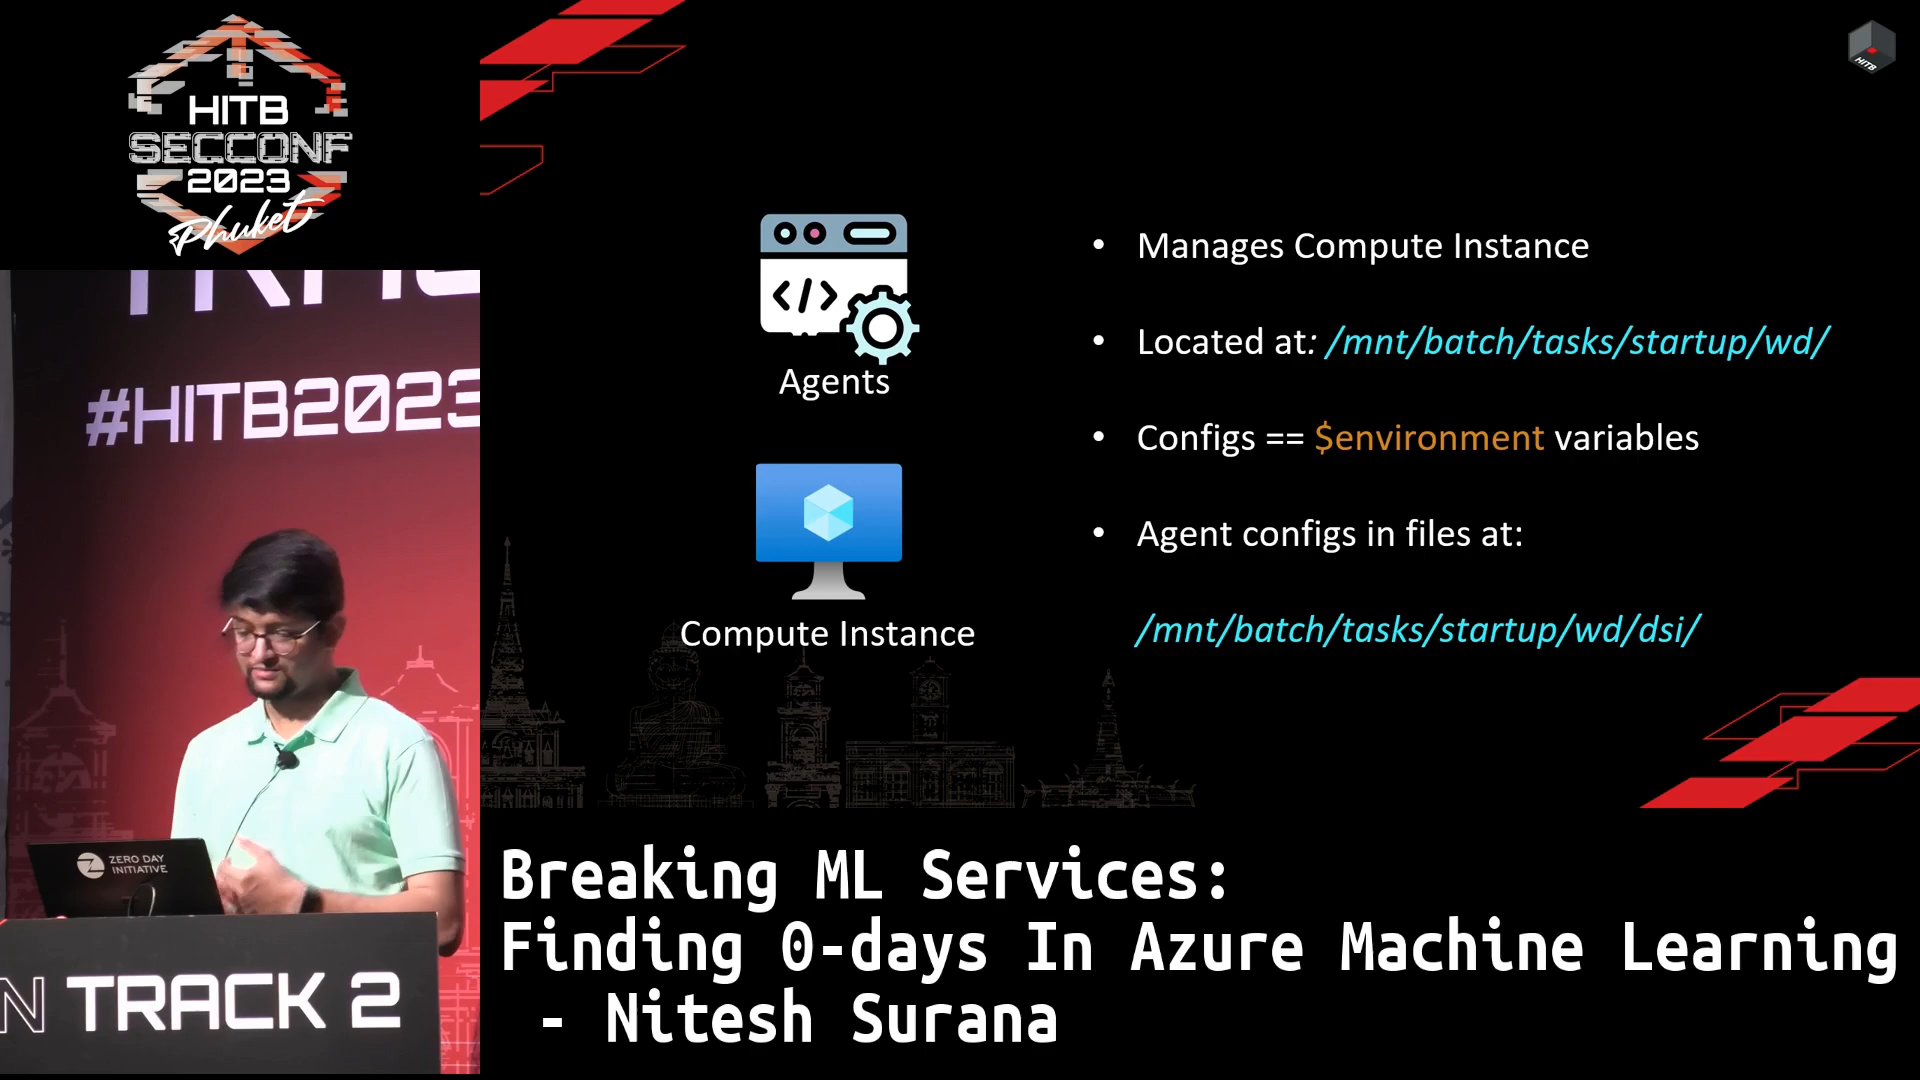 HITB
SECCONF
2023
Phuket
HITB
#HITB2023
ZERO DAY
INITIATIVE
N TRACK 2
Agents
Compute Instance
• Manages Compute Instance
• Located at: /mnt/batch/tasks/startup/wd/
• Configs == $environment variables
• Agent configs in files at:
/mnt/batch/tasks/startup/wd/dsi/
Breaking ML Services:
Finding 0-days In Azure Machine Learning
- Nitesh Surana